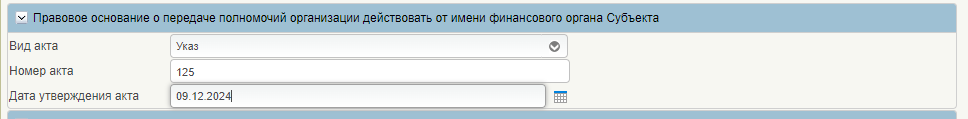 Правовое основание о передаче полномочий организации действовать от имени финансового органа Субъекта
Вид акта Указ
Номер акта 125
Дата утверждения акта 09.12.2024